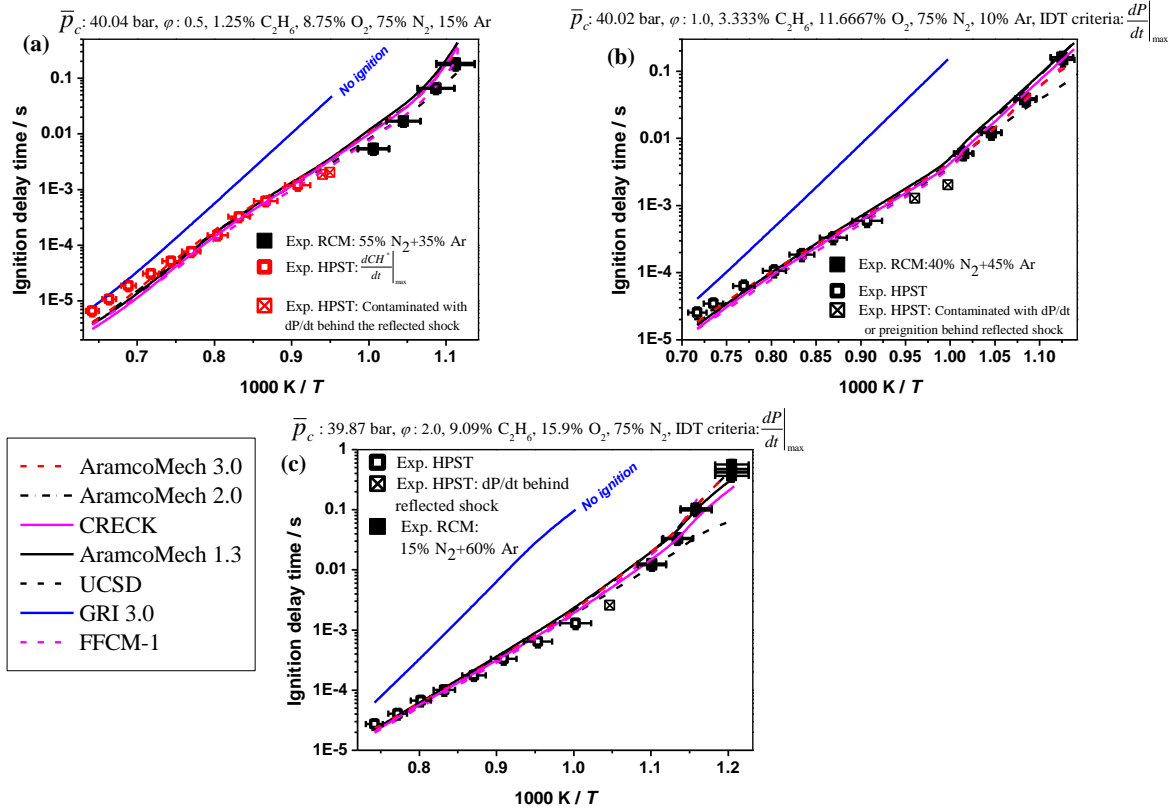 p̅c : 40.04 bar, φ : 0.5, 1.25% C2H6, 8.75% O2, 75% N2, 15% Ar
(a)
No ignition
0.1
0.01
1E-3
1E-4
1E-5
Ignition delay time / s
Exp. RCM: 55% N2+35% Ar
Exp. HPST: dCH*/dt|max
Exp. HPST: Contaminated with
dP/dt behind the reflected shock
0.7 0.8 0.9 1.0 1.1
1000 K / T
p̅c : 40.02 bar, φ : 1.0, 3.333% C2H6, 11.6667% O2, 75% N2, 10% Ar, IDT criteria: dP/dt|max
(b)
0.1
0.01
1E-3
1E-4
1E-5
Ignition delay time / s
Exp. RCM:40% N2+45% Ar
Exp. HPST
Exp. HPST: Contaminated with dP/dt
or preignition behind reflected shock
0.70 0.75 0.80 0.85 0.90 0.95 1.00 1.05 1.10
1000 K / T
p̅c : 39.87 bar, φ : 2.0, 9.09% C2H6, 15.9% O2, 75% N2, IDT criteria: dP/dt|max
(c)
1
0.1
0.01
1E-3
1E-4
1E-5
Ignition delay time / s
Exp. HPST
Exp. HPST: dP/dt behind
reflected shock
Exp. RCM:
15% N2+60% Ar
No ignition
0.8 0.9 1.0 1.1 1.2
1000 K / T
AramcoMech 3.0
AramcoMech 2.0
CRECK
AramcoMech 1.3
UCSD
GRI 3.0
FFCM-1